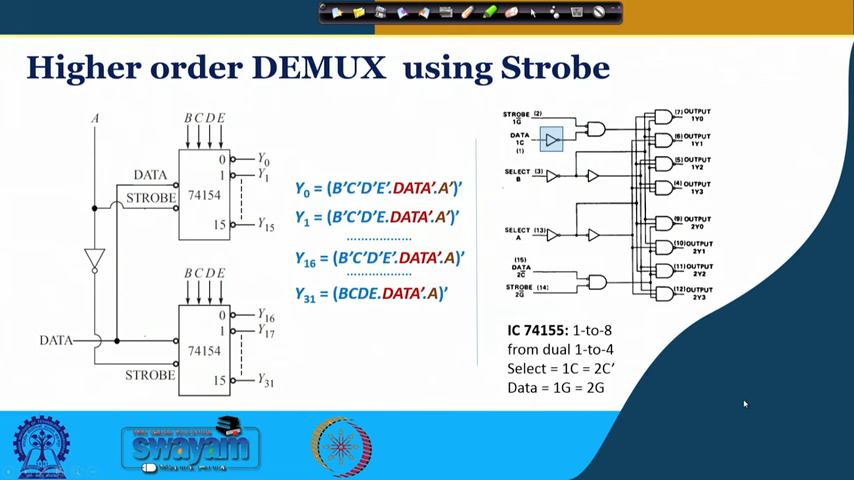 Higher order DEMUX using Strobe
A
B C D E
DATA
STROBE
74154
0
1
15
Y0
Y1
Y15
B C D E
DATA
STROBE
74154
0
1
15
Y16
Y17
Y31
Y0 = (B'C'D'E'.DATA'.A')'
Y1 = (B'C'D'E.DATA'.A')'
..................
Y16 = (B'C'D'E'.DATA'.A)'
..................
Y31 = (BCDE.DATA'.A)'
STROBE (2)
1G
DATA
1C
(1)
SELECT (3)
B
SELECT (13)
A
(15)
DATA
2C
STROBE (14)
2G
(7) OUTPUT
1Y0
(6) OUTPUT
1Y1
(5) OUTPUT
1Y2
(4) OUTPUT
1Y3
(9) OUTPUT
2Y0
(10) OUTPUT
2Y1
(11) OUTPUT
2Y2
(12) OUTPUT
2Y3
IC 74155: 1-to-8
from dual 1-to-4
Select = 1C = 2C'
Data = 1G = 2G
swayam